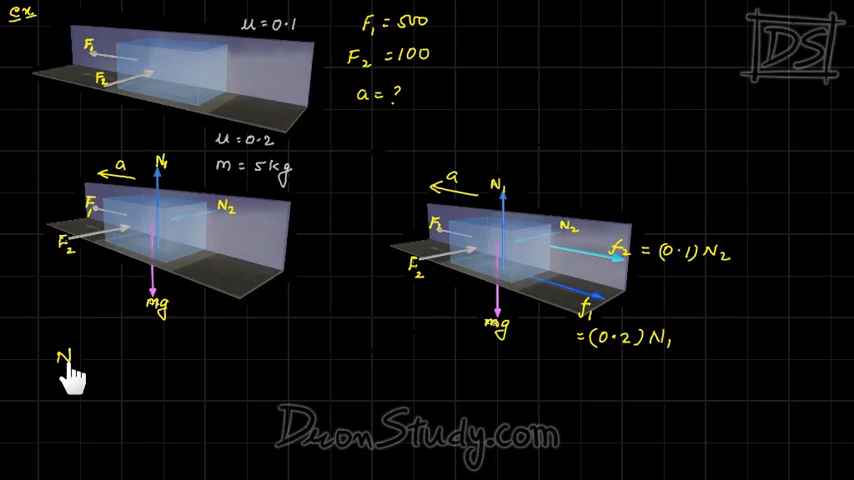 Ex
μ = 0.1
F₁ = 500
F₂ = 100
a = ?
DS
F₁
F₂
μ = 0.2
m = 5kg
a
N₁
F₁
N₂
F₂
mg
a
N₁
F₁
N₂
F₂
f₂ = (0.1) N₂
mg
f₁
= (0.2) N₁
N
DronStudy.com